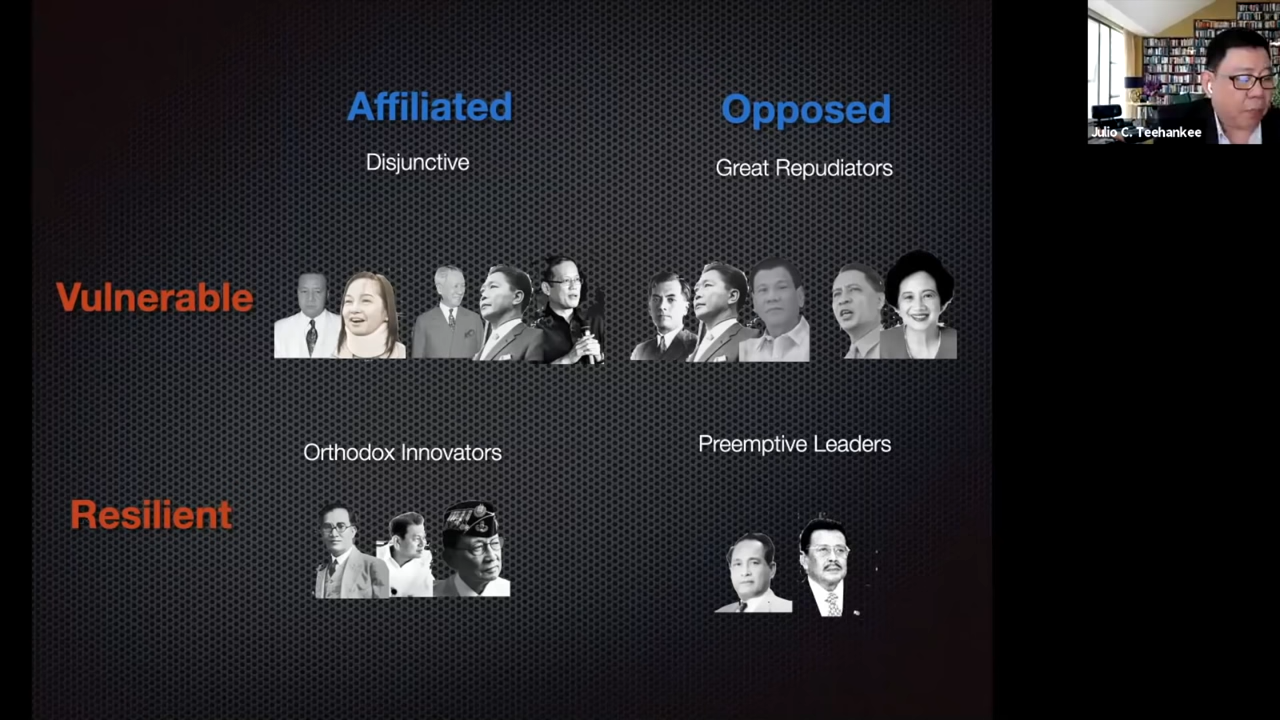 Affiliated
Opposed
Disjunctive
Great Repudiators
Vulnerable
Orthodox Innovators
Preemptive Leaders
Resilient
Julio C. Teehankee